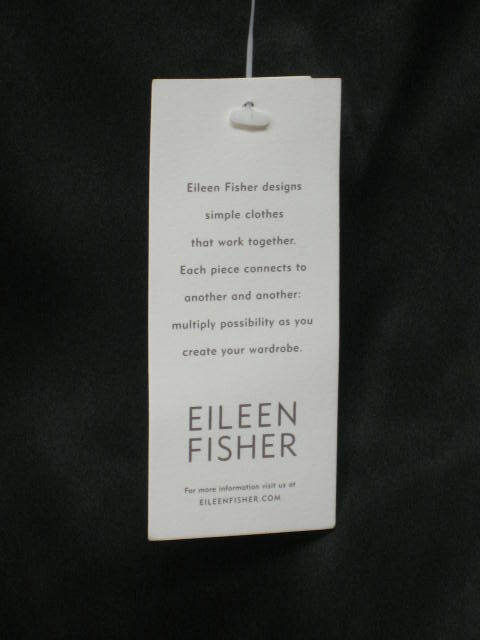 Eileen Fisher designs
simple clothes
that work together.
Each piece connects to
another and another:
multiply possibility as you
create your wardrobe.
EILEEN
FISHER
For more information visit us at
EILEENFISHER.COM